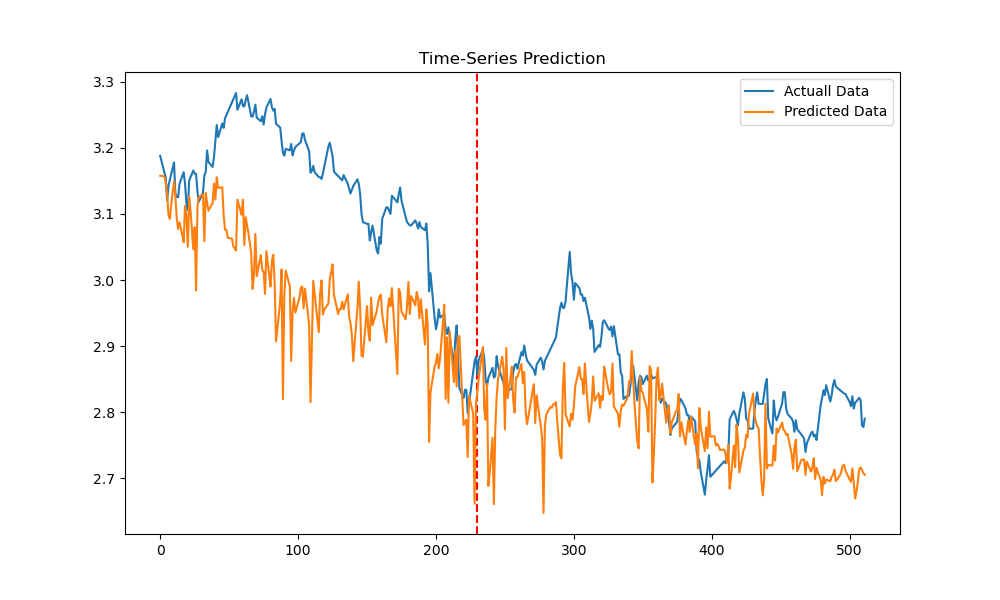 Time-Series Prediction
Actuall Data
Predicted Data
3.3
3.2
3.1
3.0
2.9
2.8
2.7
0 100 200 300 400 500